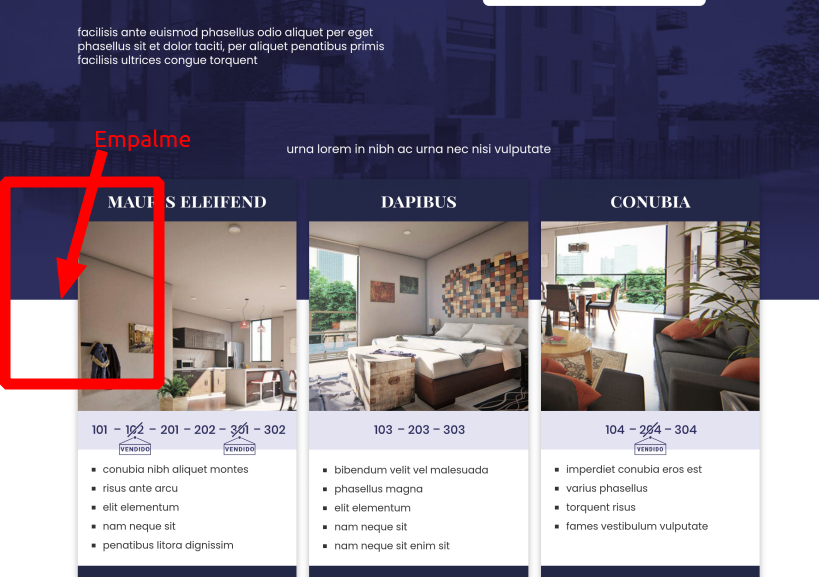 facilisis ante euismod phasellus odio aliquet per eget
phasellus sit et dolor taciti, per aliquet penatibus primis
facilisis ultrices congue torquent
Empalme
urna lorem in nibh ac urna nec nisi vulputate
MAURIS ELEIFEND
101 – 102 – 201 – 202 – 301 – 302
VENDIDO VENDIDO
▪ conubia nibh aliquet montes
▪ risus ante arcu
▪ elit elementum
▪ nam neque sit
▪ penatibus litora dignissim
DAPIBUS
103 – 203 – 303
▪ bibendum velit vel malesuada
▪ phasellus magna
▪ elit elementum
▪ nam neque sit
▪ nam neque sit enim sit
CONUBIA
104 – 204 – 304
VENDIDO
▪ imperdiet conubia eros est
▪ varius phasellus
▪ torquent risus
▪ fames vestibulum vulputate